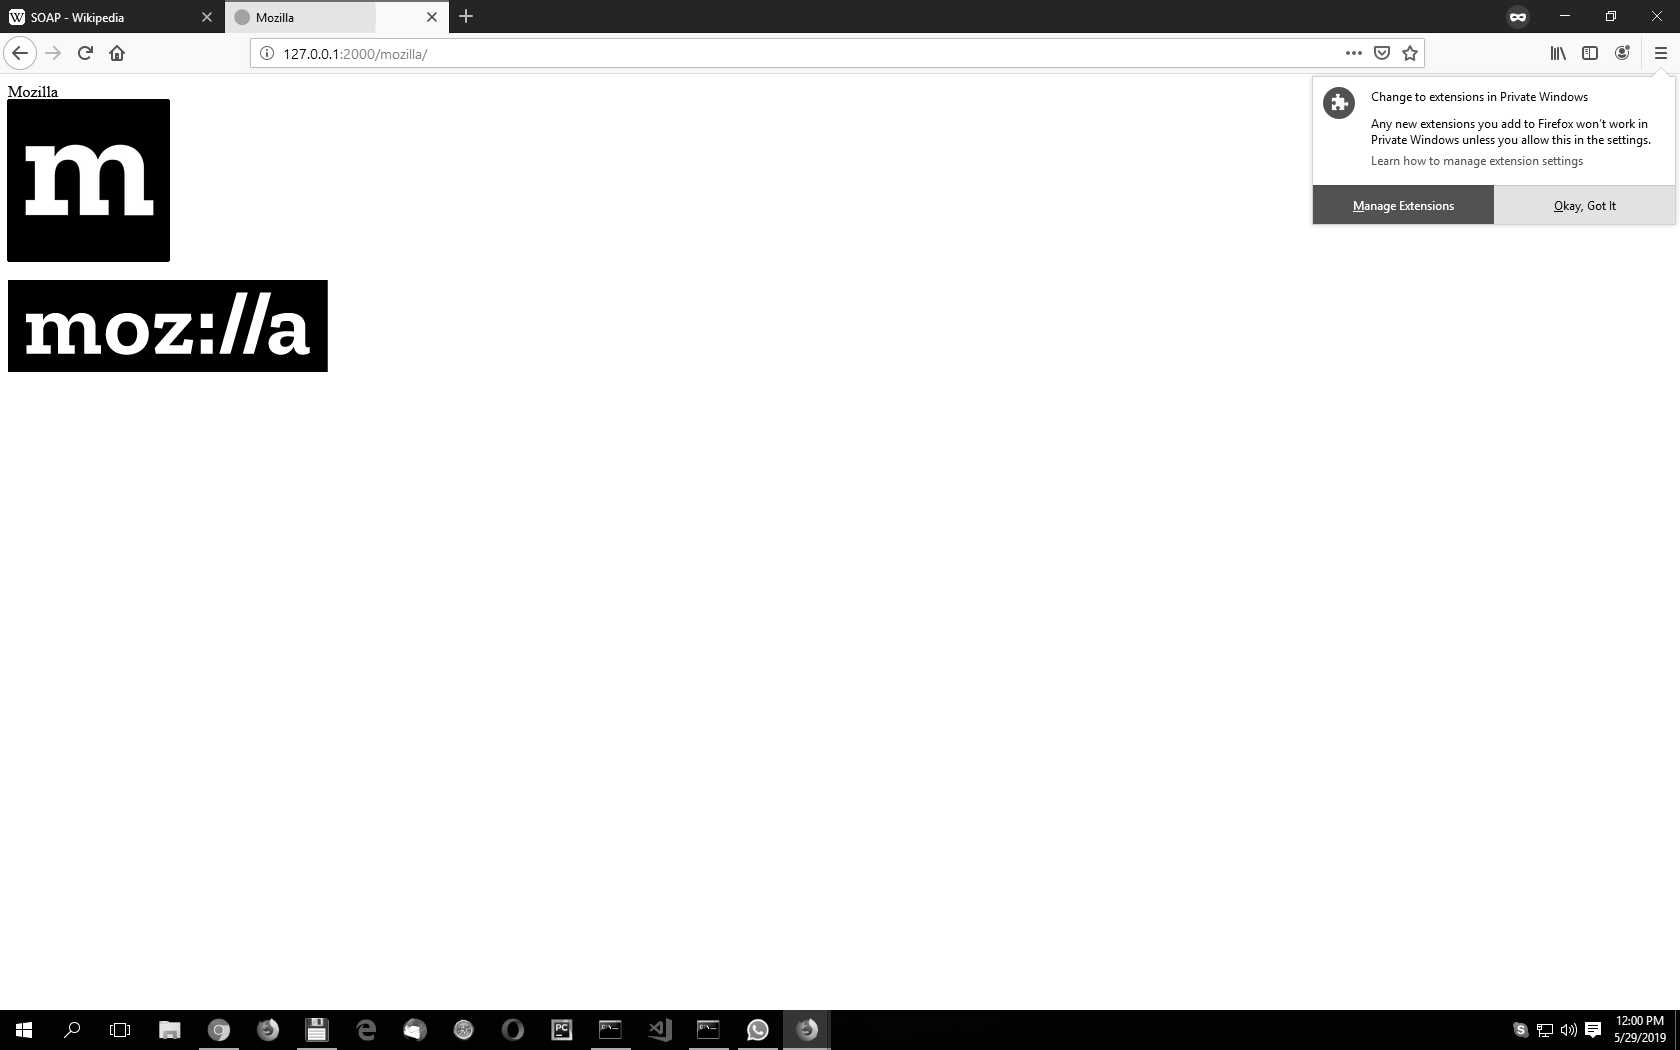 SOAP - Wikipedia
Mozilla
127.0.0.1:2000/mozilla/
Mozilla
m
moz://a
Change to extensions in Private Windows
Any new extensions you add to Firefox won't work in
Private Windows unless you allow this in the settings.
Learn how to manage extension settings
Manage Extensions
Okay, Got It
W
PC
C:\
C:\
S
12:00 PM
5/29/2019